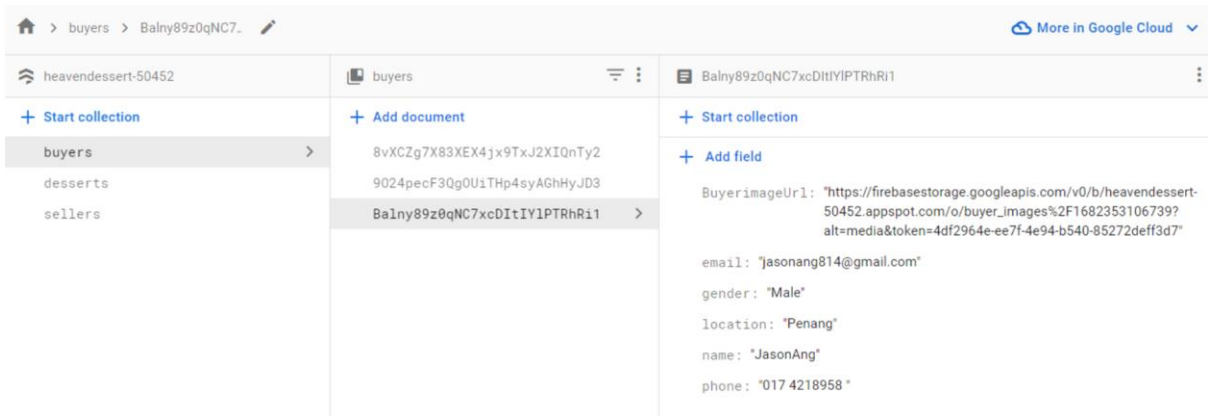 buyers > Balny89z0qNC7…
More in Google Cloud
heavendessert-50452
buyers
Balny89z0qNC7xcDItIYlPTRhRi1
+ Start collection
+ Add document
+ Start collection
buyers >
desserts
sellers
8vXCZg7X83XEX4jx9TxJ2XIQnTy2
9024pecF3QgOUiTHp4syAGhHyJD3
Balny89z0qNC7xcDItIYlPTRhRi1 >
+ Add field
BuyerimageUrl: "https://firebasestorage.googleapis.com/v0/b/heavendessert-
50452.appspot.com/o/buyer_images%2F1682353106739?
alt=media&token=4df2964e-ee7f-4e94-b540-85272deff3d7"
email: "jasonang814@gmail.com"
gender: "Male"
location: "Penang"
name: "JasonAng"
phone: "017 4218958 "